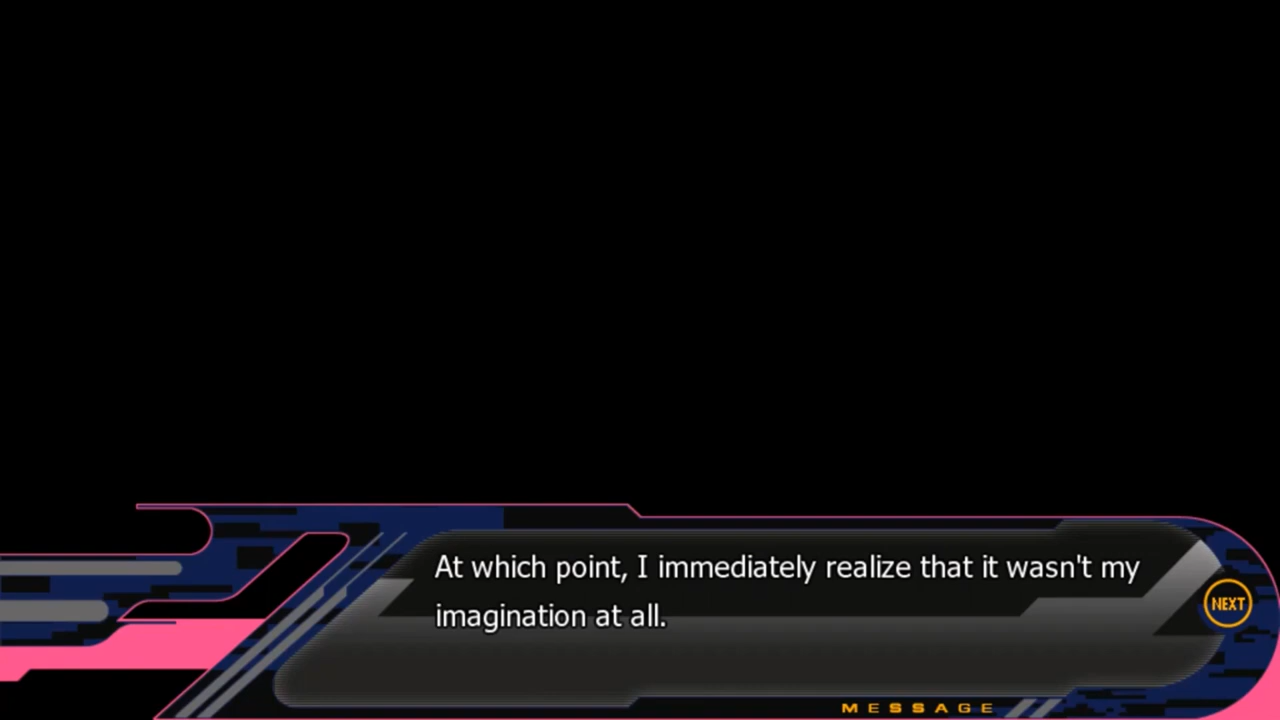 At which point, I immediately realize that it wasn't my
imagination at all.
NEXT
MESSAGE